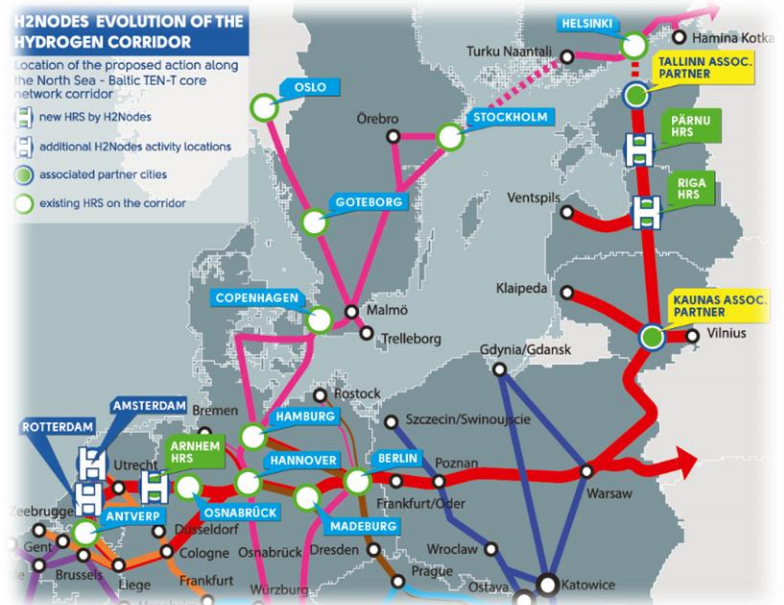 H2NODES EVOLUTION OF THE
HYDROGEN CORRIDOR
Location of the proposed action along
the North Sea - Baltic TEN-T core
network corridor
new HRS by H2Nodes
additional H2Nodes activity locations
associated partner cities
existing HRS on the corridor
HELSINKI
Hamina Kotka
Turku Naantali
TALLINN ASSOC.
PARTNER
OSLO
STOCKHOLM
Örebro
PÄRNU
HRS
RIGA
HRS
GOTEBORG
Ventspils
COPENHAGEN
Malmö
Trelleborg
Klaipeda
KAUNAS ASSOC.
PARTNER
Vilnius
Gdynia/Gdansk
Rostock
AMSTERDAM
Bremen
HAMBURG
Szczecin/Swinoujscie
ROTTERDAM
ARNHEM
HRS
Utrecht
HANNOVER
BERLIN
Poznan
Warsaw
Frankfurt/Oder
Zeebrugge
ANTVERP
OSNABRÜCK
MADEBURG
Düsseldorf
Gent
Cologne
Osnabrück
Dresden
Wroclaw
Brussels
Liege
Frankfurt
Würzburg
Prague
Ostava
Katowice